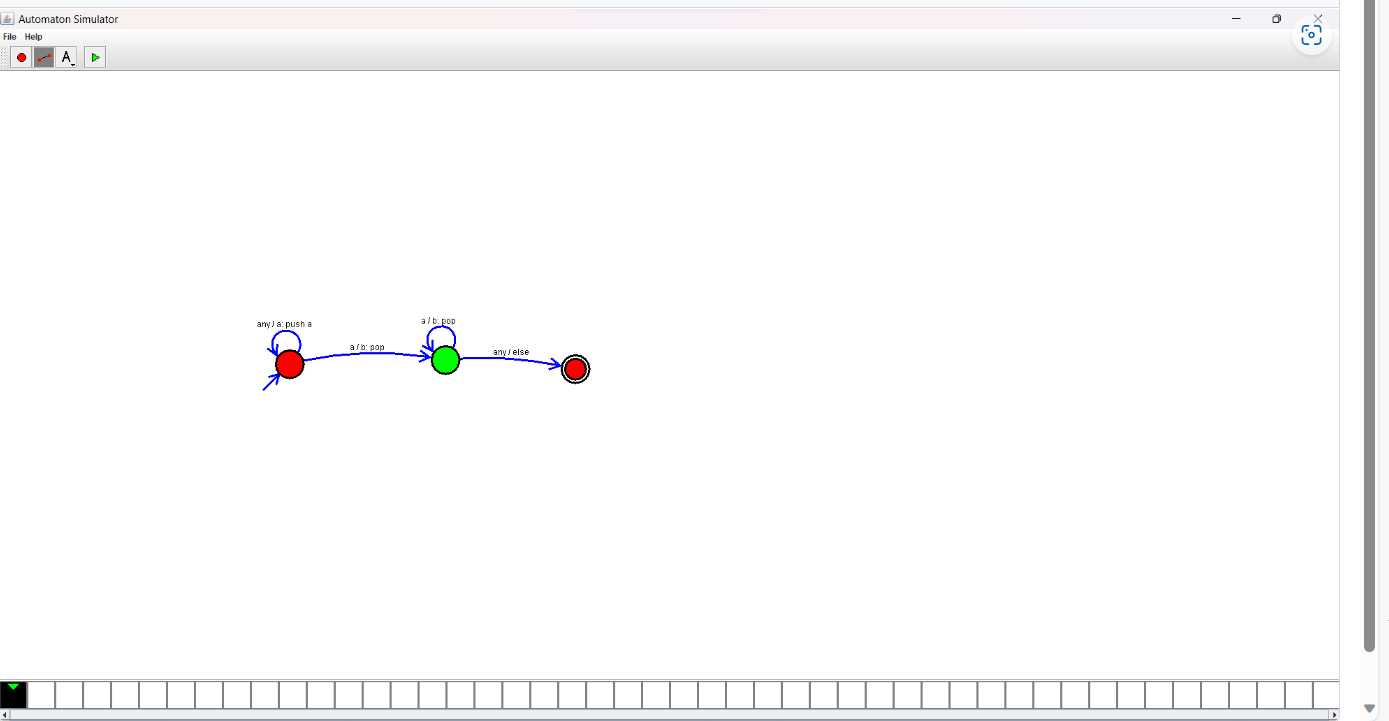 Automaton Simulator
File Help
A
any / a: push a
a / b: pop
a / b: pop
any / else